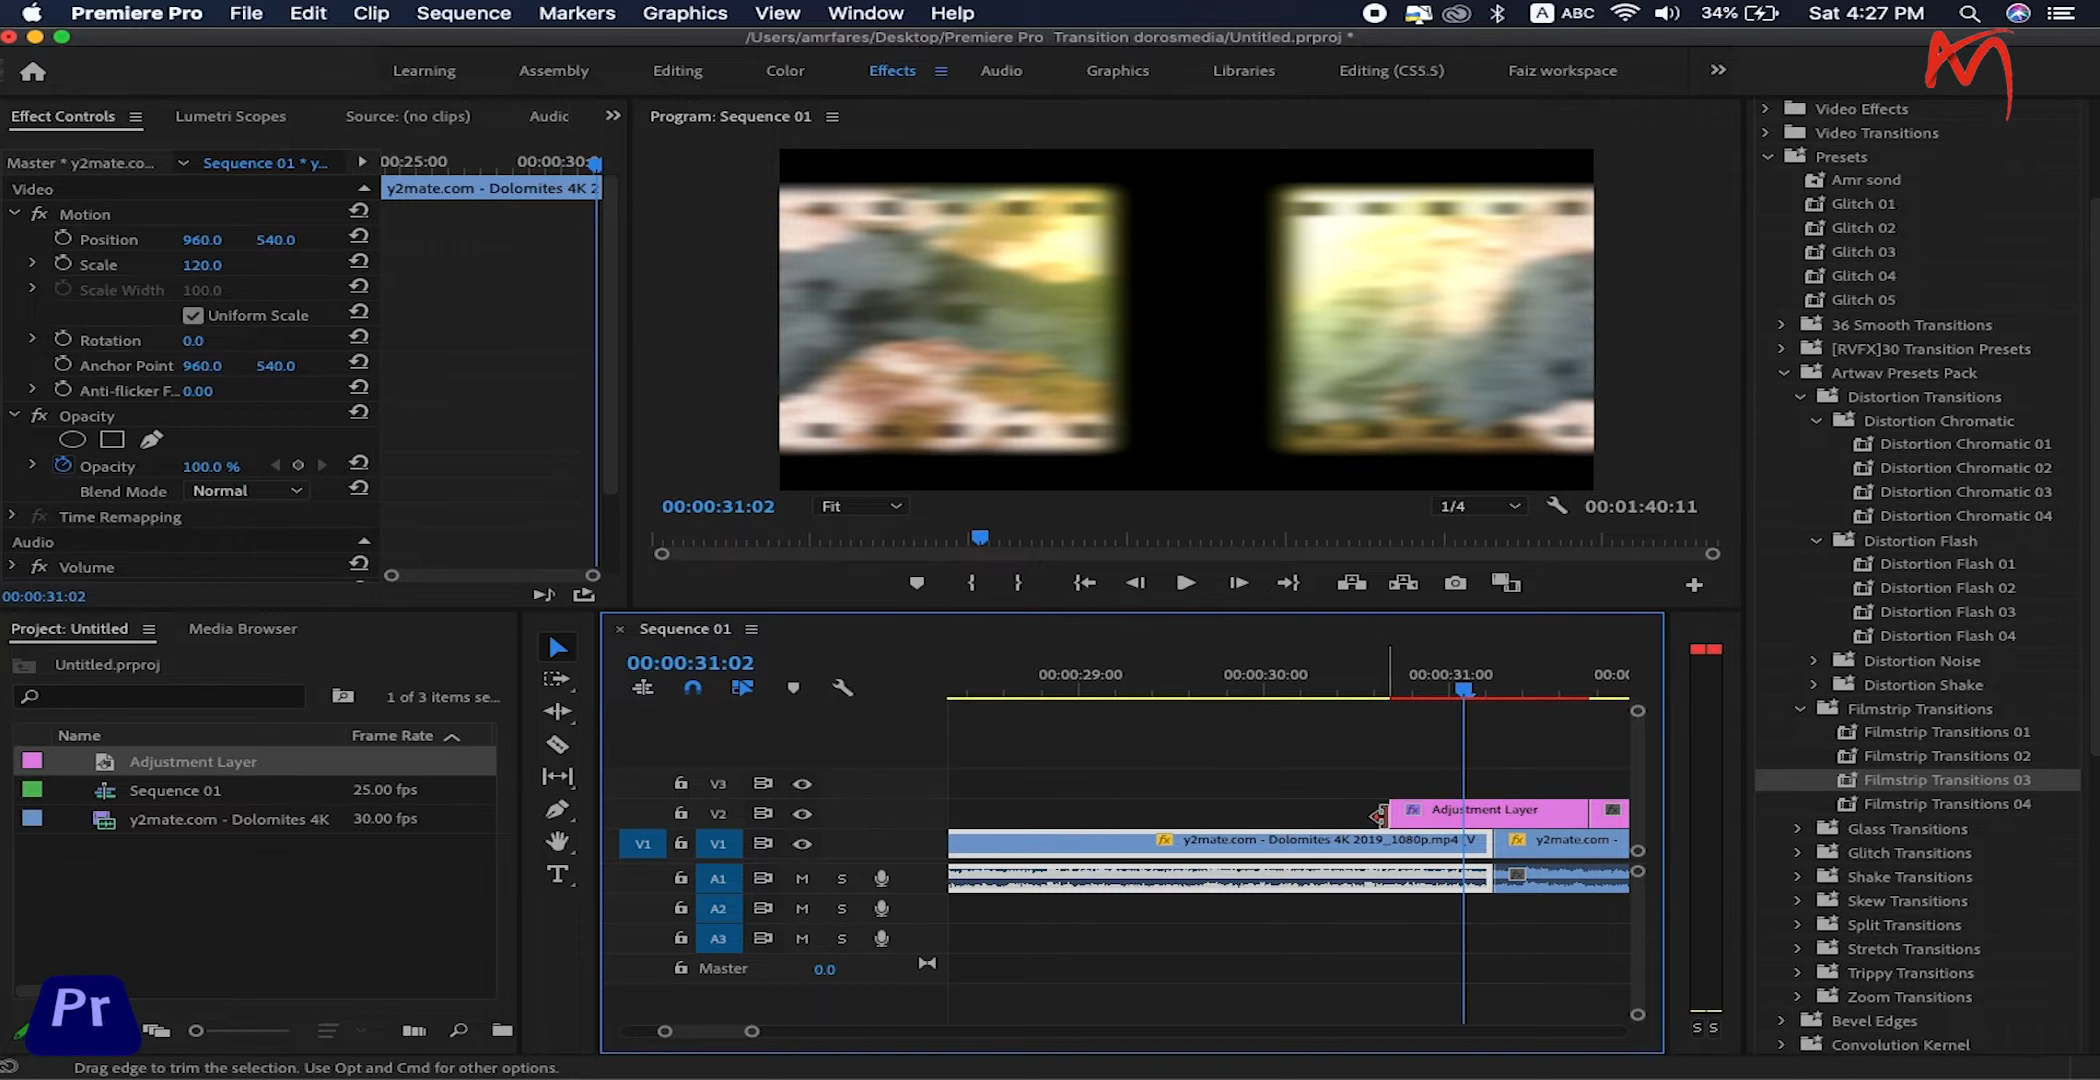 Premiere Pro File Edit Clip Sequence Markers Graphics View Window Help A ABC 34% Sat 4:27 PM
/Users/amrfares/Desktop/Premiere Pro Transition dorosmedia/Untitled.prproj *
Learning Assembly Editing Color Effects Audio Graphics Libraries Editing (CS5.5) Faiz workspace
Effect Controls Lumetri Scopes Source: (no clips) Audic
Master * y2mate.co... Sequence 01 * y... 00:25:00 00:00:30:
Video y2mate.com - Dolomites 4K 2
fx Motion
Position 960.0 540.0
Scale 120.0
Scale Width 100.0
Uniform Scale
Rotation 0.0
Anchor Point 960.0 540.0
Anti-flicker F... 0.00
fx Opacity
Opacity 100.0 %
Blend Mode Normal
fx Time Remapping
Audio
fx Volume
00:00:31:02
Program: Sequence 01
00:00:31:02 Fit 1/4 00:01:40:11
Project: Untitled Media Browser
Untitled.prproj
1 of 3 items se...
Name Frame Rate
Adjustment Layer
Sequence 01 25.00 fps
y2mate.com - Dolomites 4K 30.00 fps
Pr
T
Sequence 01
00:00:31:02
00:00:29:00 00:00:30:00 00:00:31:00 00:0
V3
V2 fx Adjustment Layer fx
V1 V1 fx y2mate.com - Dolomites 4K 2019_1080p.mp4 V fx y2mate.com -
A1 M S fx
A2 M S
A3 M S
Master 0.0
S S
Video Effects
Video Transitions
Presets
Amr sond
Glitch 01
Glitch 02
Glitch 03
Glitch 04
Glitch 05
36 Smooth Transitions
[RVFX]30 Transition Presets
Artwav Presets Pack
Distortion Transitions
Distortion Chromatic
Distortion Chromatic 01
Distortion Chromatic 02
Distortion Chromatic 03
Distortion Chromatic 04
Distortion Flash
Distortion Flash 01
Distortion Flash 02
Distortion Flash 03
Distortion Flash 04
Distortion Noise
Distortion Shake
Filmstrip Transitions
Filmstrip Transitions 01
Filmstrip Transitions 02
Filmstrip Transitions 03
Filmstrip Transitions 04
Glass Transitions
Glitch Transitions
Shake Transitions
Skew Transitions
Split Transitions
Stretch Transitions
Trippy Transitions
Zoom Transitions
Bevel Edges
Convolution Kernel
Drag edge to trim the selection. Use Opt and Cmd for other options.